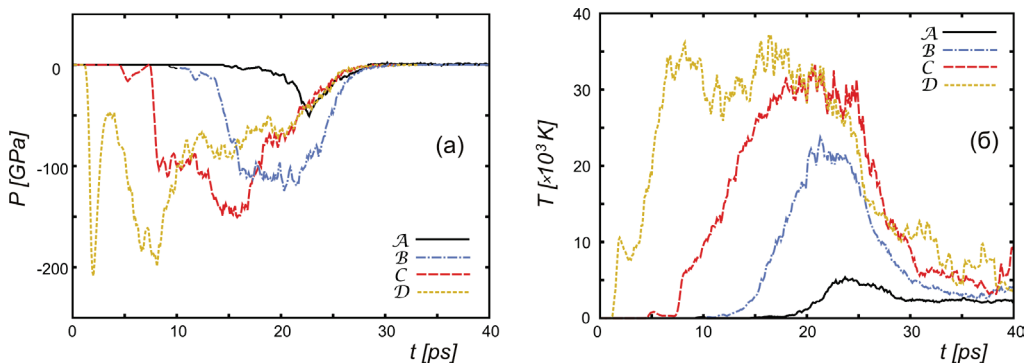 0
-100
-200
P [GPa]
(а)
𝒜
ℬ
𝒞
𝒟
0 10 20 30 40
t [ps]
40
30
20
10
0
T [×10³ K]
𝒜
ℬ
𝒞
𝒟
(б)
0 10 20 30 40
t [ps]